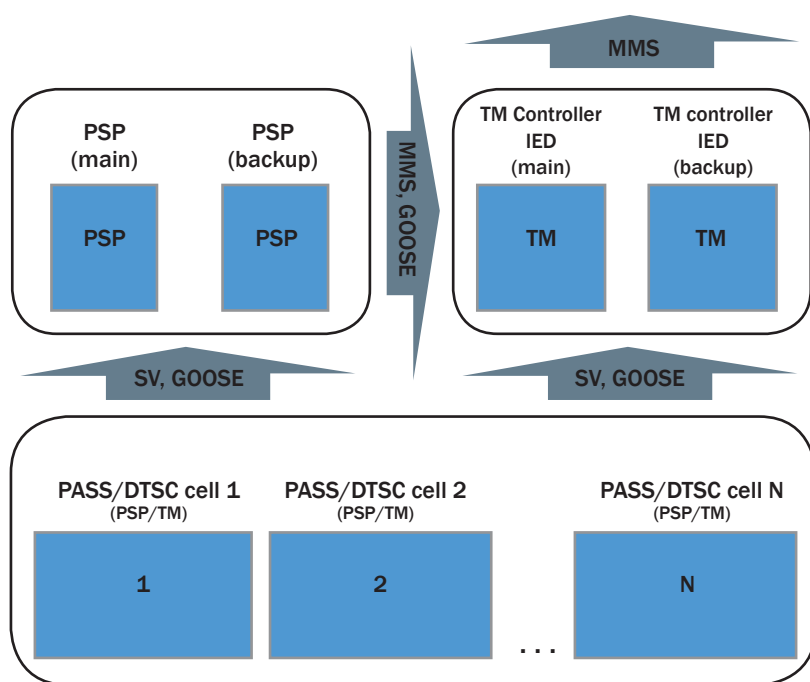 MMS
PSP
(main)
PSP
(backup)
TM Controller
IED
(main)
TM controller
IED
(backup)
PSP
PSP
MMS, GOOSE
TM
TM
SV, GOOSE
SV, GOOSE
PASS/DTSC cell 1
(PSP/TM)
PASS/DTSC cell 2
(PSP/TM)
PASS/DTSC cell N
(PSP/TM)
1
2
...
N